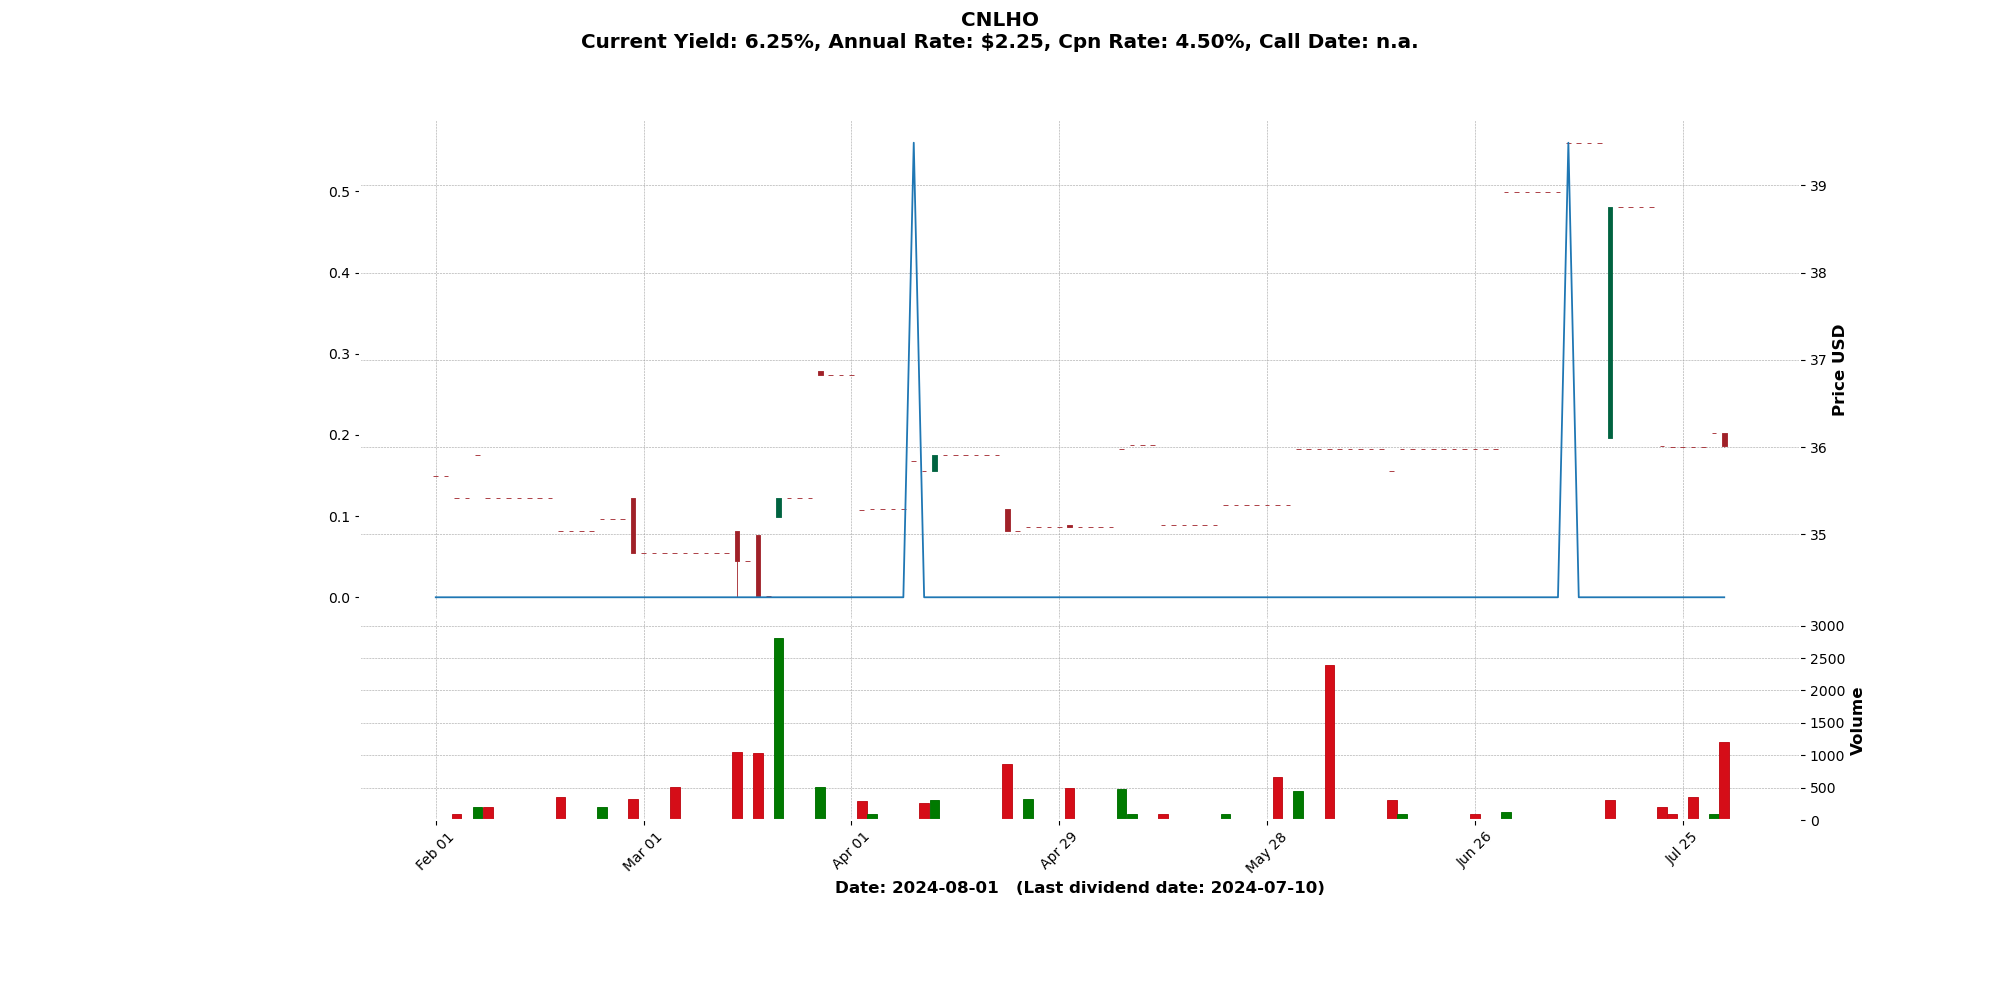 CNLHO
Current Yield: 6.25%, Annual Rate: $2.25, Cpn Rate: 4.50%, Call Date: n.a.
0.5
0.4
0.3
0.2
0.1
0.0
39
38
37
36
35
Price USD
3000
2500
2000
1500
1000
500
0
Volume
Feb 01
Mar 01
Apr 01
Apr 29
May 28
Jun 26
Jul 25
Date: 2024-08-01   (Last dividend date: 2024-07-10)